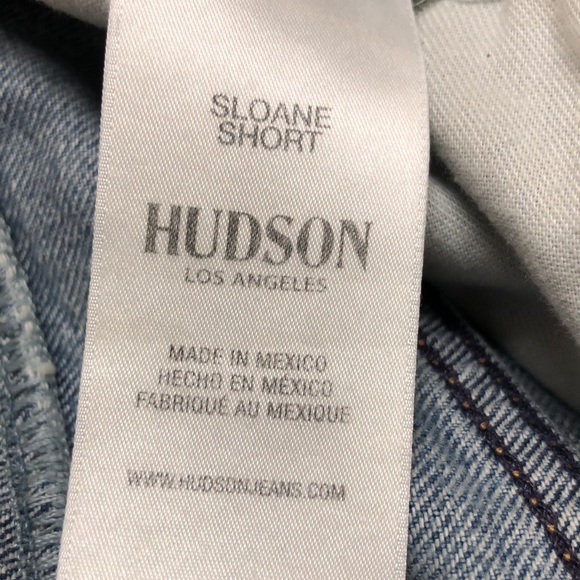 SLOANE
SHORT
HUDSON
LOS ANGELES
MADE IN MEXICO
HECHO EN MÉXICO
FABRIQUÉ AU MEXIQUE
WWW.HUDSONJEANS.COM